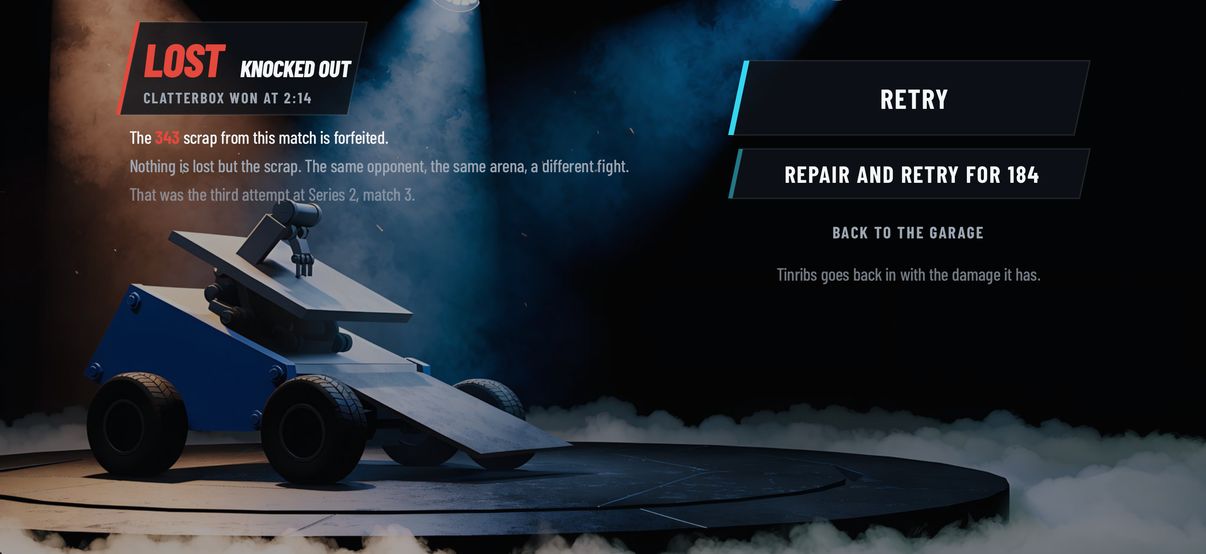 LOST KNOCKED OUT
CLATTERBOX WON AT 2:14
The 343 scrap from this match is forfeited.
Nothing is lost but the scrap. The same opponent, the same arena, a different fight.
That was the third attempt at Series 2, match 3.
RETRY
REPAIR AND RETRY FOR 184
BACK TO THE GARAGE
Tinribs goes back in with the damage it has.